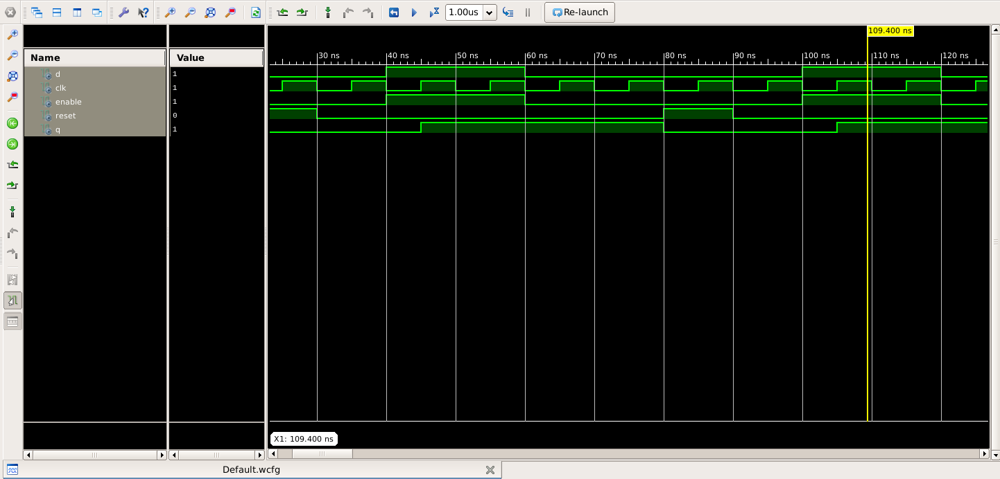 1.00us Re-launch
109.400 ns
Name Value
30 ns 40 ns 50 ns 60 ns 70 ns 80 ns 90 ns 100 ns 110 ns 120 ns
d 1
clk 1
enable 1
reset 0
q 1
X1: 109.400 ns
Default.wcfg